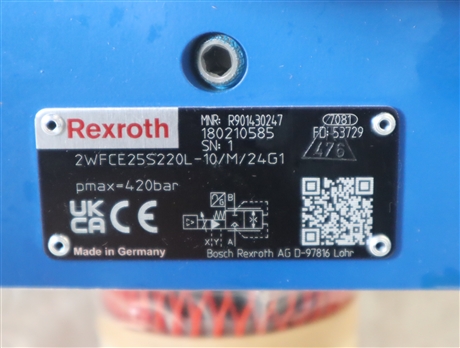 Rexroth
MNR: R901430247
7081
180210585
FD: 53729
SN: 1
476
2WFCE25S220L-10/M/24G1
pmax=420bar
UK
CA CE
B
X Y A
Made in Germany
Bosch Rexroth AG D-97816 Lohr